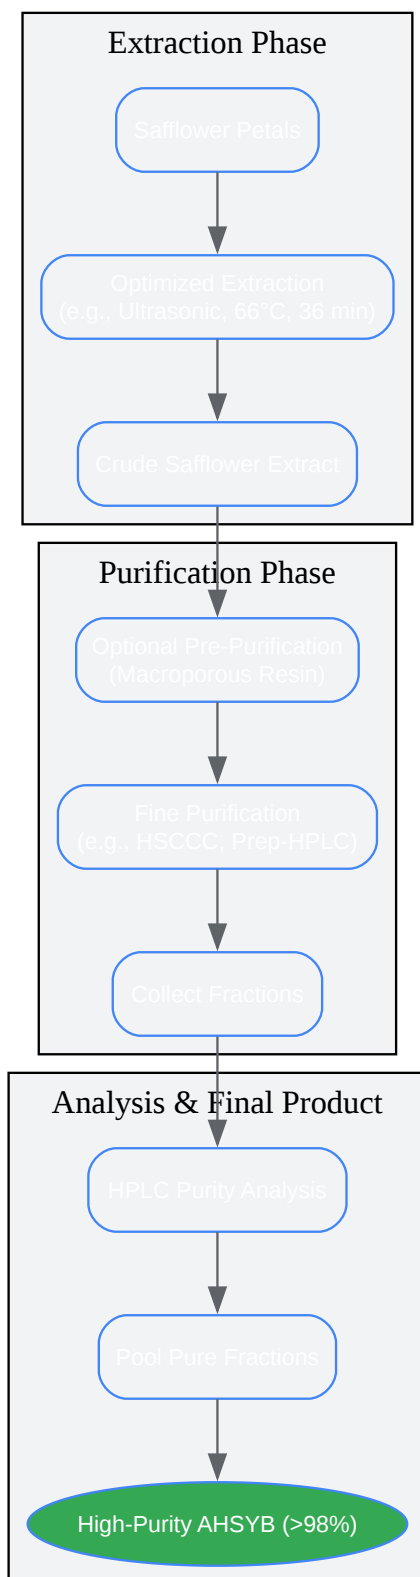 Extraction Phase
Safflower Petals
Optimized Extraction
(e.g., Ultrasonic, 66°C, 36 min)
Crude Safflower Extract
Purification Phase
Optional Pre-Purification
(Macroporous Resin)
Fine Purification
(e.g., HSCCC, Prep-HPLC)
Collect Fractions
Analysis & Final Product
HPLC Purity Analysis
Pool Pure Fractions
High-Purity AHSYB (>98%)